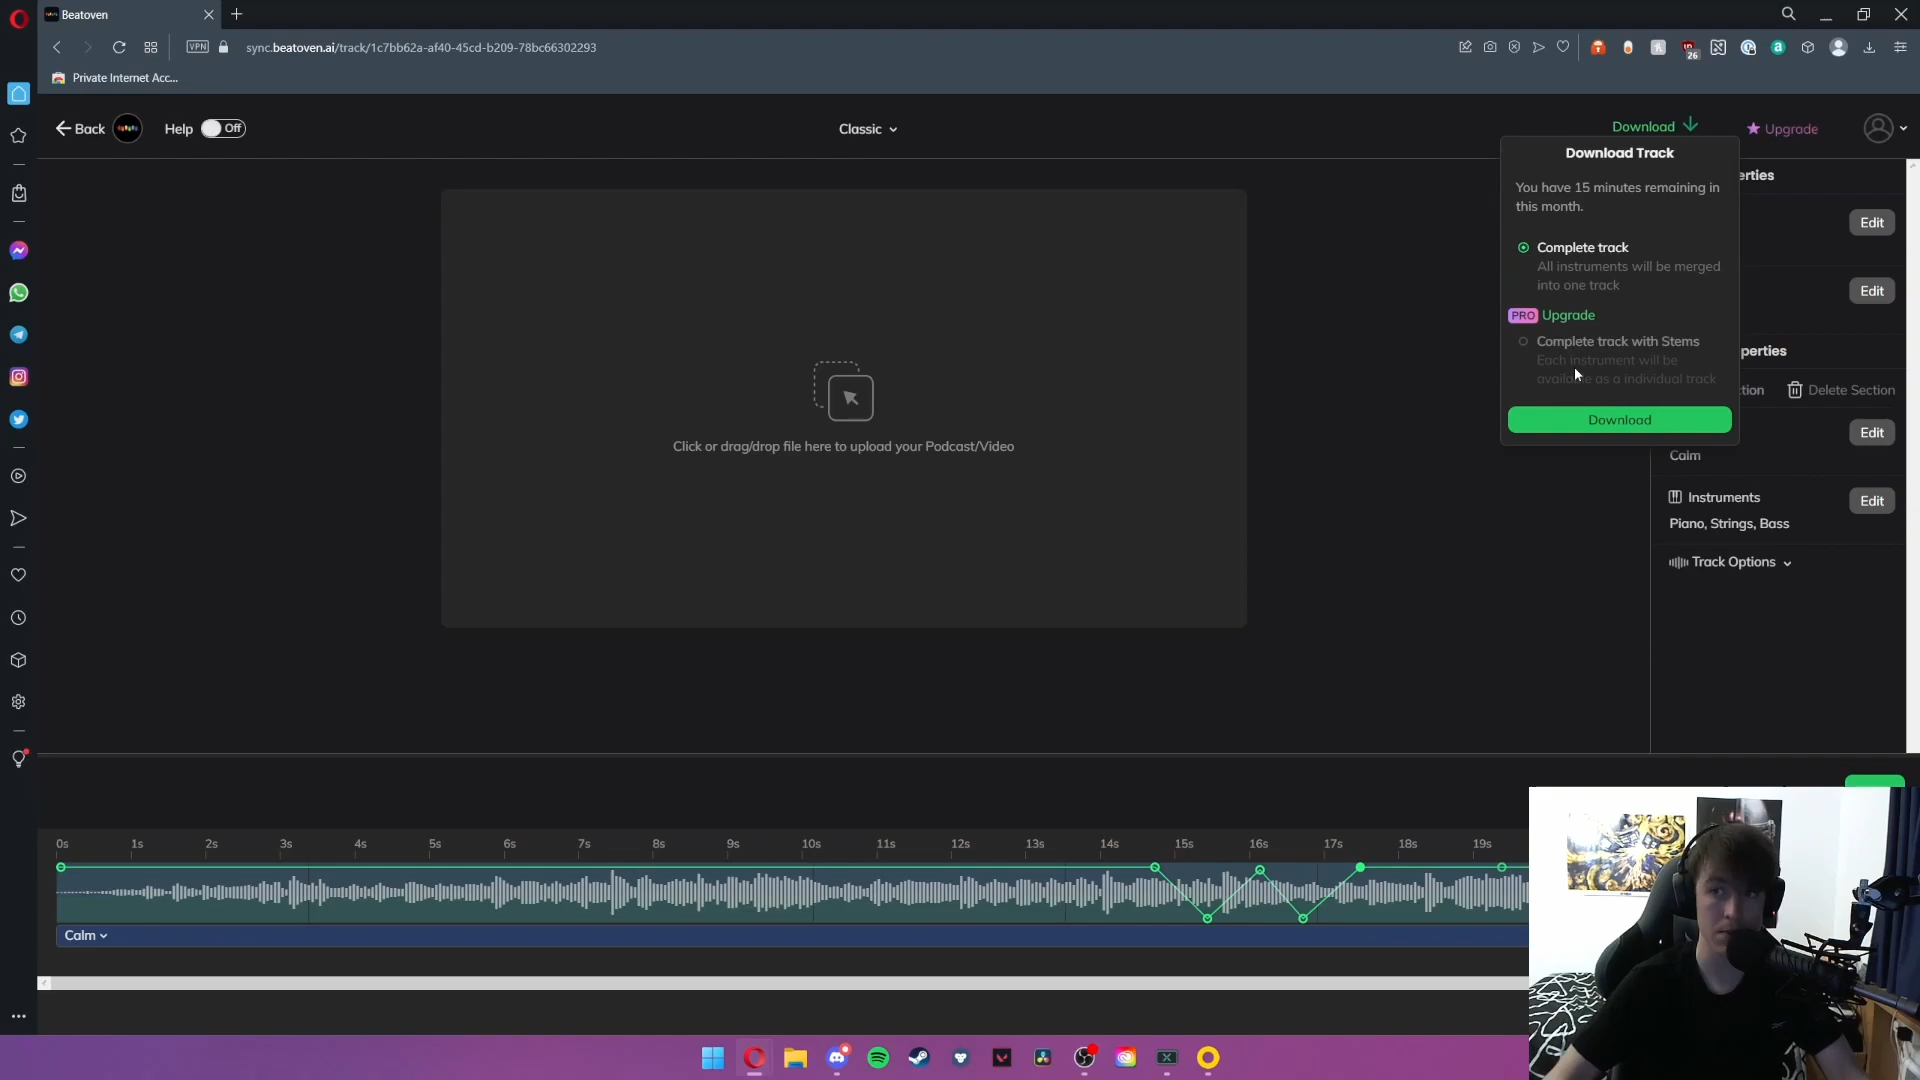 Beatoven
VPN
sync.beatoven.ai/track/1c7bb62a-af40-45cd-b209-78bc66302293
26
Private Internet Acc...
Back
Help
Off
Classic
Download
Upgrade
Download Track
You have 15 minutes remaining in
this month.
Complete track
All instruments will be merged
into one track
PRO Upgrade
Complete track with Stems
Each instrument will be
available as a individual track
Download
erties
Edit
Edit
perties
tion
Delete Section
Edit
Calm
Instruments
Edit
Piano, Strings, Bass
Track Options
Click or drag/drop file here to upload your Podcast/Video
0s 1s 2s 3s 4s 5s 6s 7s 8s 9s 10s 11s 12s 13s 14s 15s 16s 17s 18s 19s
Calm